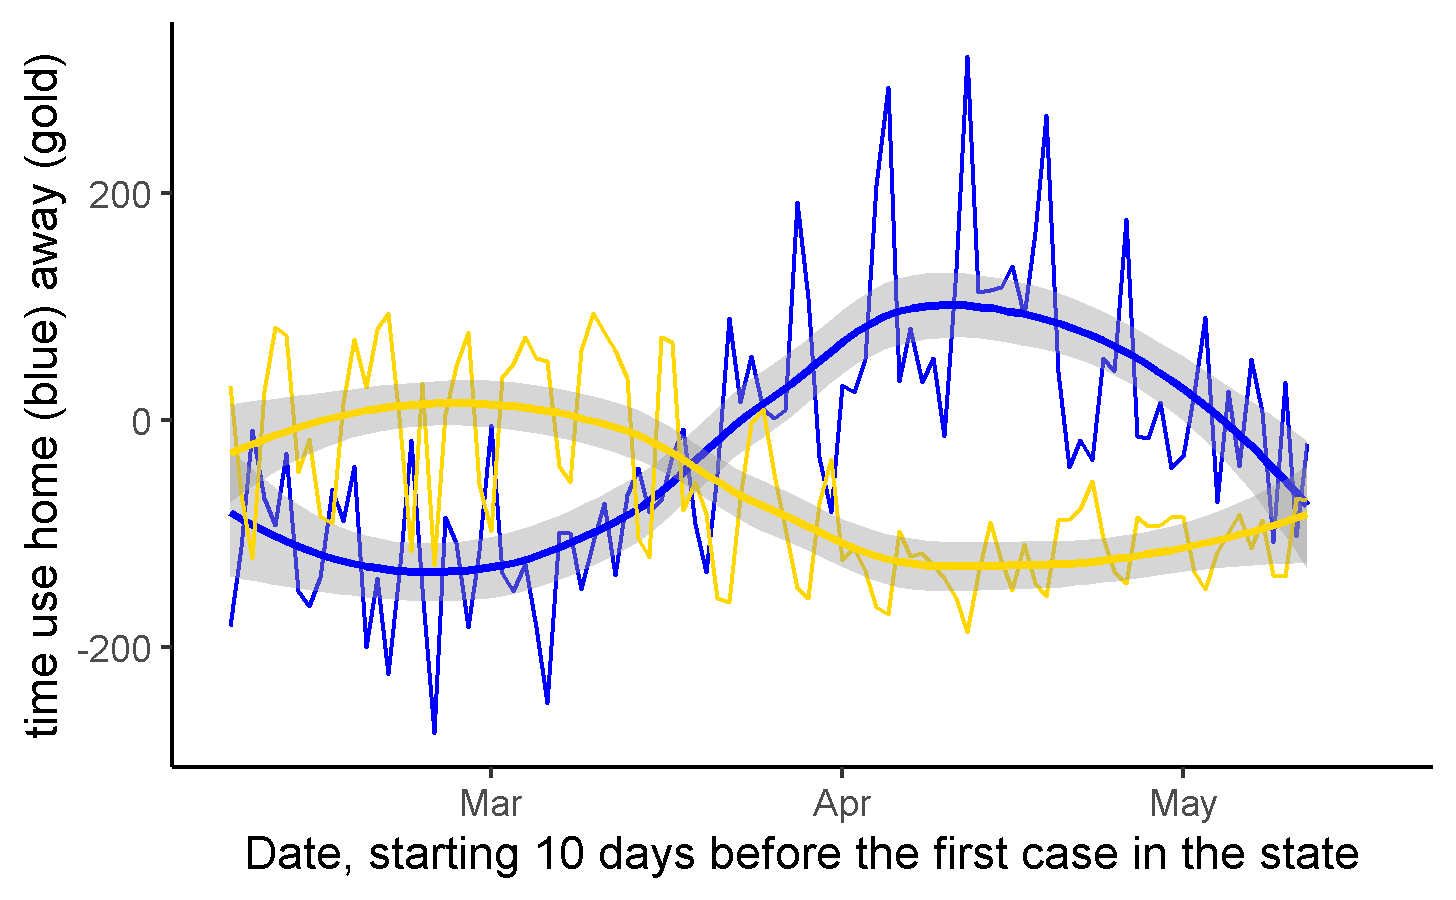 time use home (blue) away (gold)
200
0
-200
Mar
Apr
May
Date, starting 10 days before the first case in the state